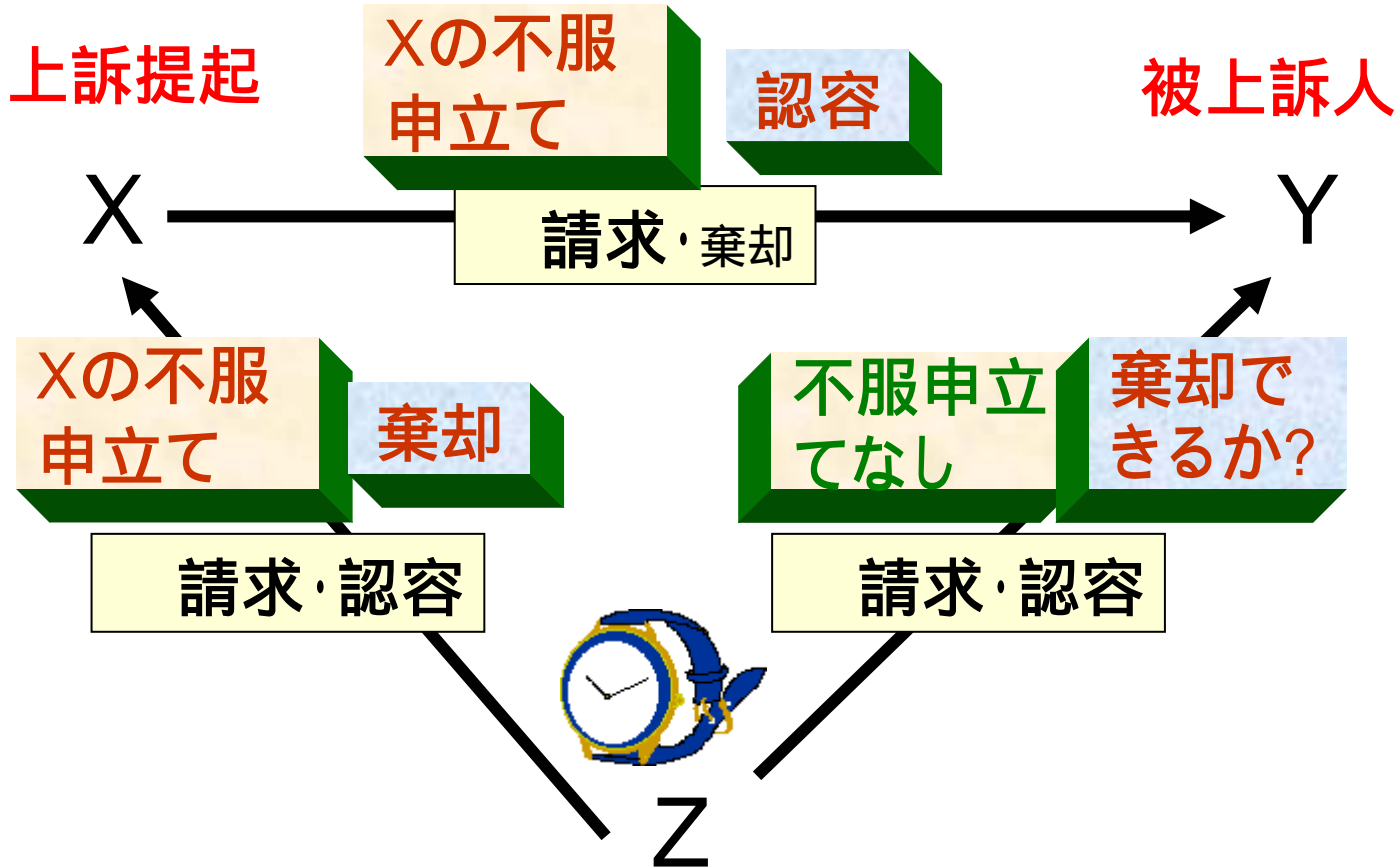 上訴提起
Xの不服
申立て
認容
被上訴人
X
請求・棄却
Y
Xの不服
申立て
棄却
不服申立
てなし
棄却で
きるか?
請求・認容
請求・認容
Z